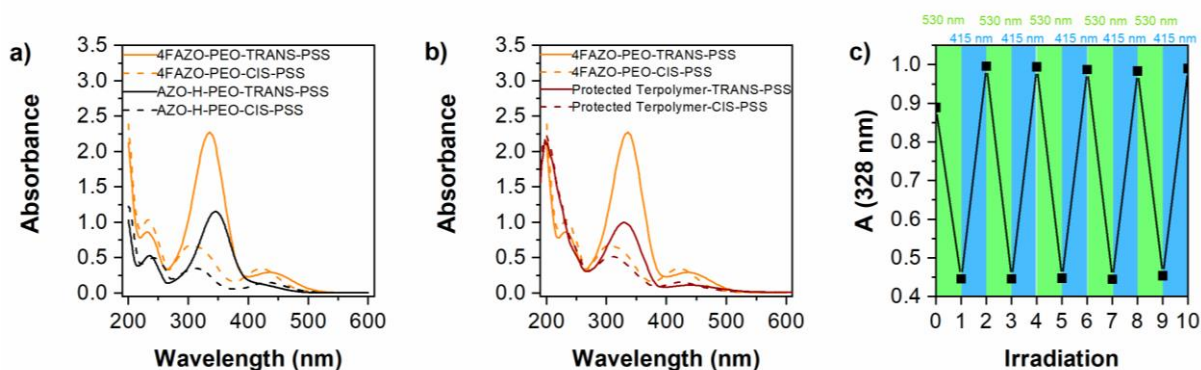 a)
3.5
3.0
2.5
2.0
1.5
1.0
0.5
0.0
Absorbance
4FAZO-PEO-TRANS-PSS
4FAZO-PEO-CIS-PSS
AZO-H-PEO-TRANS-PSS
AZO-H-PEO-CIS-PSS
200 300 400 500 600
Wavelength (nm)
b)
3.5
3.0
2.5
2.0
1.5
1.0
0.5
0.0
Absorbance
4FAZO-PEO-TRANS-PSS
4FAZO-PEO-CIS-PSS
Protected Terpolymer-TRANS-PSS
Protected Terpolymer-CIS-PSS
200 300 400 500 600
Wavelength (nm)
c)
530 nm 530 nm 530 nm 530 nm 530 nm
415 nm 415 nm 415 nm 415 nm 415 nm
1.0
0.9
0.8
0.7
0.6
0.5
0.4
A (328 nm)
0 1 2 3 4 5 6 7 8 9 10
Irradiation